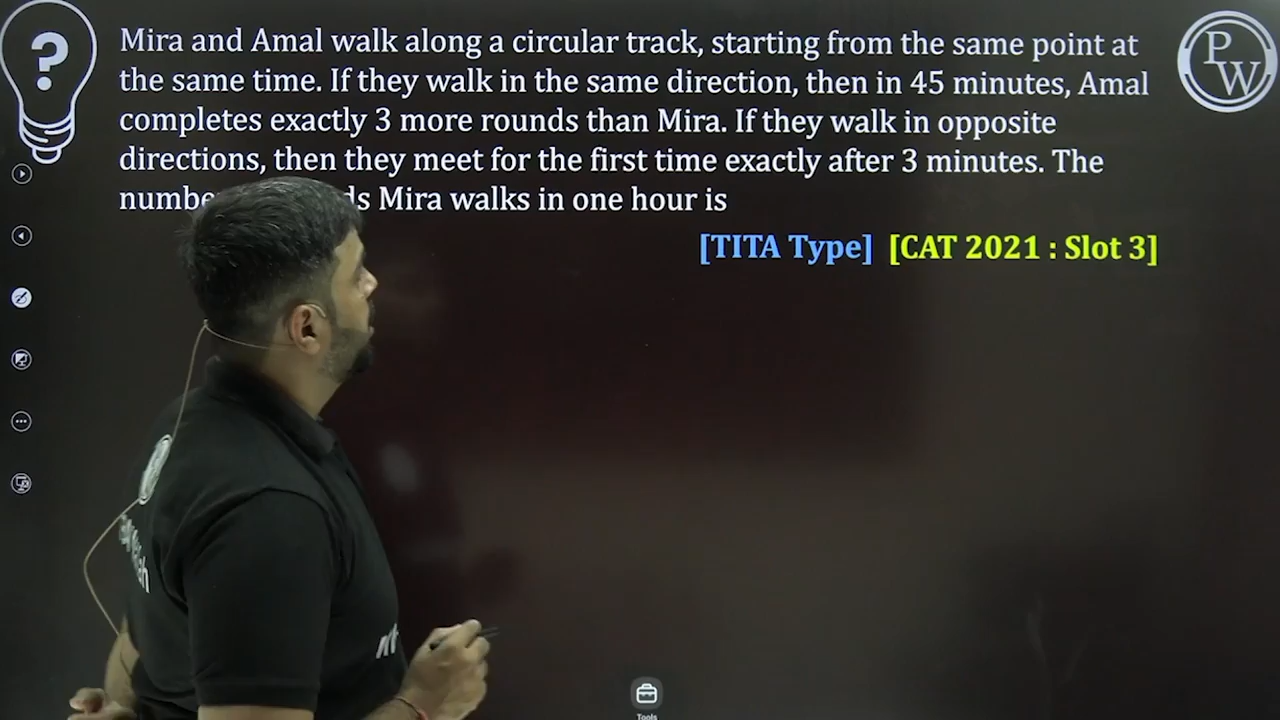 Mira and Amal walk along a circular track, starting from the same point at
the same time. If they walk in the same direction, then in 45 minutes, Amal
completes exactly 3 more rounds than Mira. If they walk in opposite
directions, then they meet for the first time exactly after 3 minutes. The
Mira walks in one hour is
[TITA Type] [CAT 2021 : Slot 3]
PW
Tools